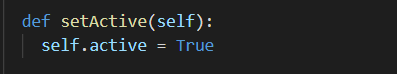 def setActive(self):
  self.active = True